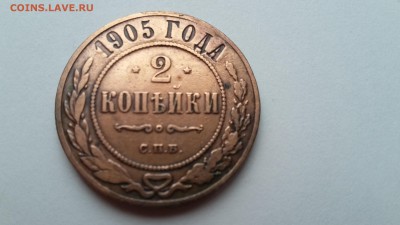 COINS.LAVE.RU
1905 ГОДА
2
КОПѢЙКИ
С.П.Б.